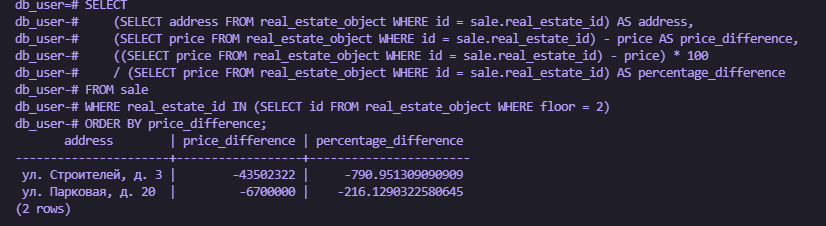 db_user=# SELECT
db_user-#     (SELECT address FROM real_estate_object WHERE id = sale.real_estate_id) AS address,
db_user-#     (SELECT price FROM real_estate_object WHERE id = sale.real_estate_id) - price AS price_difference,
db_user-#     ((SELECT price FROM real_estate_object WHERE id = sale.real_estate_id) - price) * 100
db_user-#     / (SELECT price FROM real_estate_object WHERE id = sale.real_estate_id) AS percentage_difference
db_user-# FROM sale
db_user-# WHERE real_estate_id IN (SELECT id FROM real_estate_object WHERE floor = 2)
db_user-# ORDER BY price_difference;
       address        | price_difference | percentage_difference
----------------------+------------------+-----------------------
 ул. Строителей, д. 3 |        -43502322 |     -790.951309090909
 ул. Парковая, д. 20  |         -6700000 |    -216.1290322580645
(2 rows)